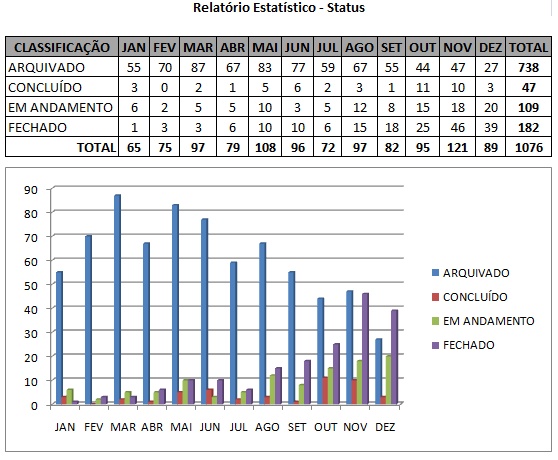 Relatório Estatístico - Status
CLASSIFICAÇÃO JAN FEV MAR ABR MAI JUN JUL AGO SET OUT NOV DEZ TOTAL
ARQUIVADO 55 70 87 67 83 77 59 67 55 44 47 27 738
CONCLUÍDO 3 0 2 1 5 6 2 3 1 11 10 3 47
EM ANDAMENTO 6 2 5 5 10 3 5 12 8 15 18 20 109
FECHADO 1 3 3 6 10 10 6 15 18 25 46 39 182
TOTAL 65 75 97 79 108 96 72 97 82 95 121 89 1076
90
80
70
60
50
40
30
20
10
0
JAN FEV MAR ABR MAI JUN JUL AGO SET OUT NOV DEZ
ARQUIVADO
CONCLUÍDO
EM ANDAMENTO
FECHADO